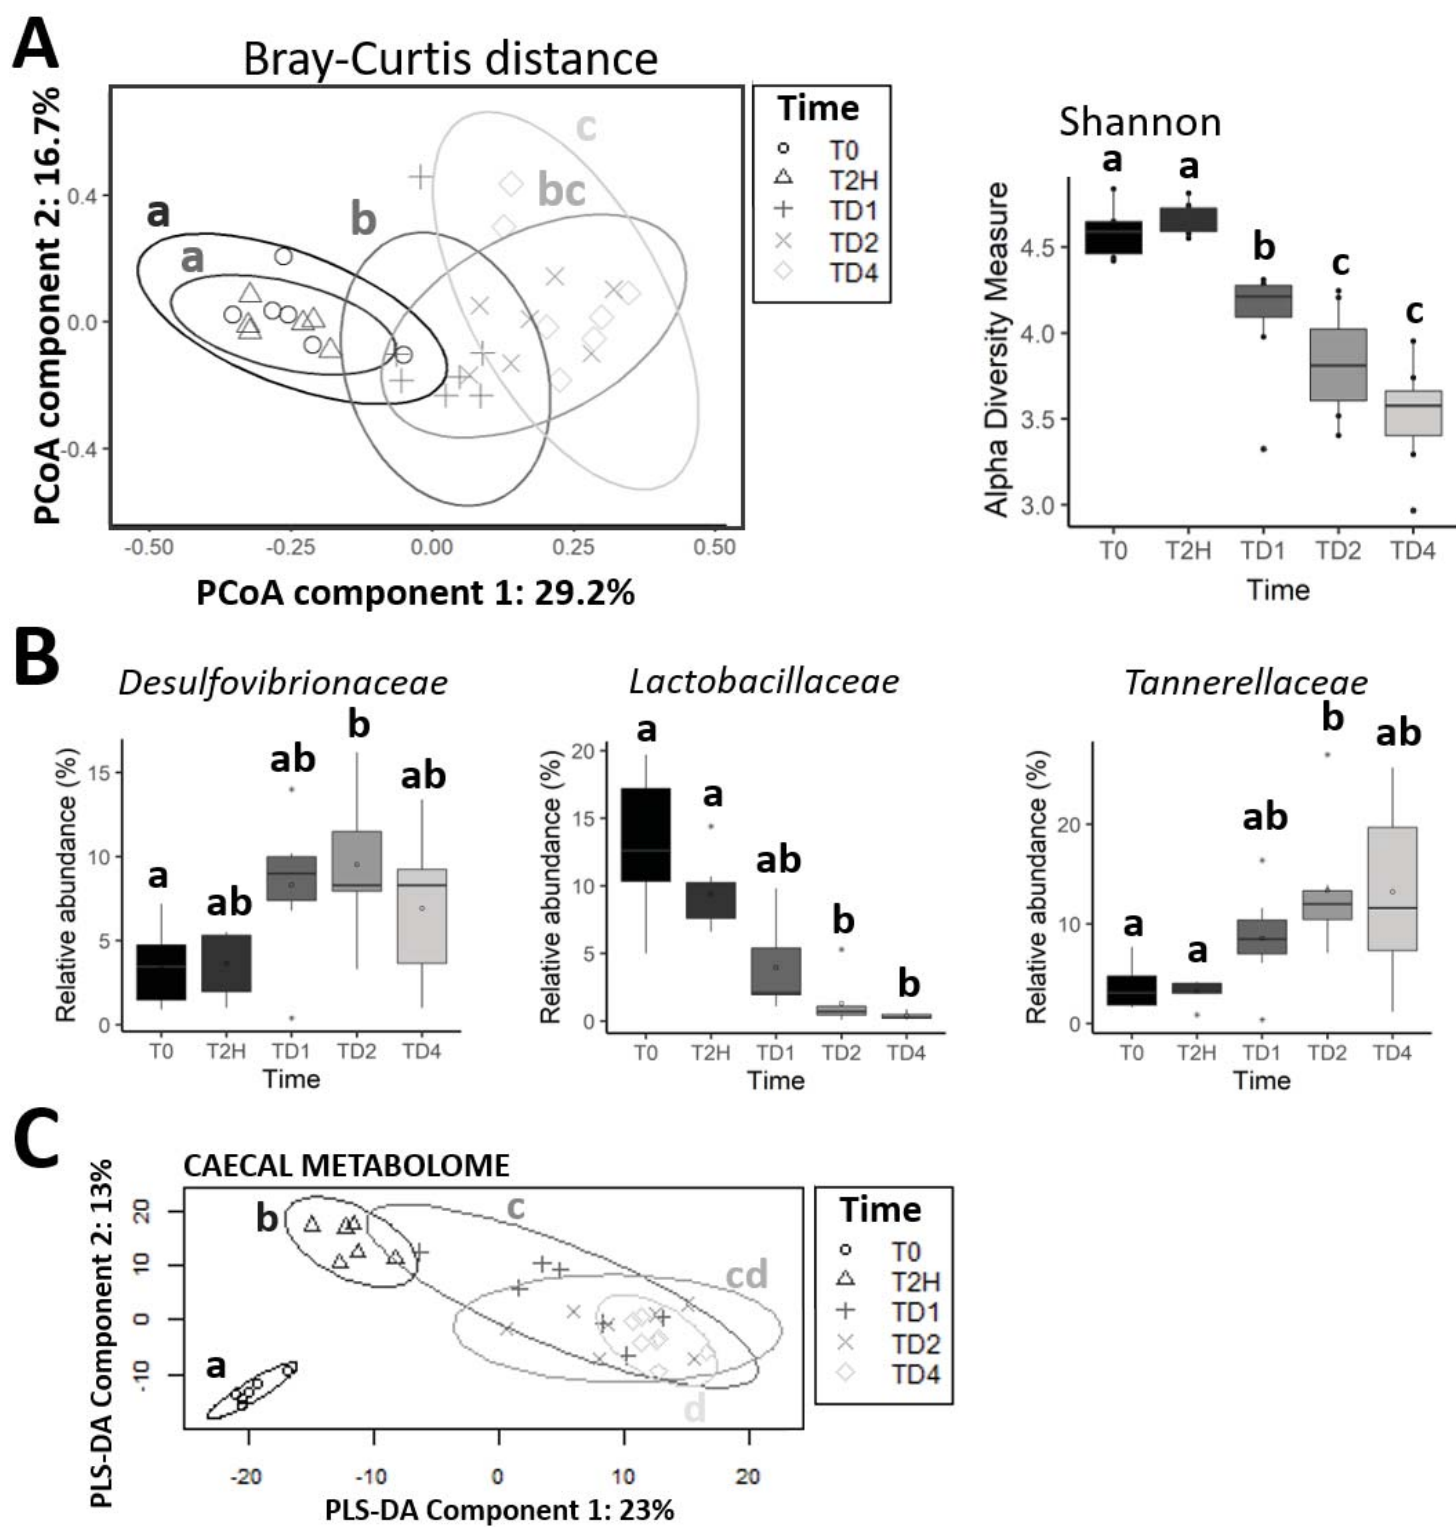 A
Bray-Curtis distance
PCoA component 2: 16.7%
0.4
0.0
-0.4
a
a
b
bc
c
-0.50
-0.25
0.00
0.25
0.50
PCoA component 1: 29.2%
Time
T0
T2H
TD1
TD2
TD4
Shannon
Alpha Diversity Measure
4.5
4.0
3.5
3.0
a
a
b
c
c
T0
T2H
TD1
TD2
TD4
Time
B
Desulfovibrionaceae
Relative abundance (%)
15
10
5
0
a
ab
ab
b
ab
T0
T2H
TD1
TD2
TD4
Time
Lactobacillaceae
Relative abundance (%)
20
15
10
5
0
a
a
ab
b
b
T0
T2H
TD1
TD2
TD4
Time
Tannerellaceae
Relative abundance (%)
20
10
0
a
a
ab
b
ab
T0
T2H
TD1
TD2
TD4
Time
C
CAECAL METABOLOME
PLS-DA Component 2: 13%
20
10
0
-10
a
b
c
cd
d
-20
-10
0
10
20
PLS-DA Component 1: 23%
Time
T0
T2H
TD1
TD2
TD4